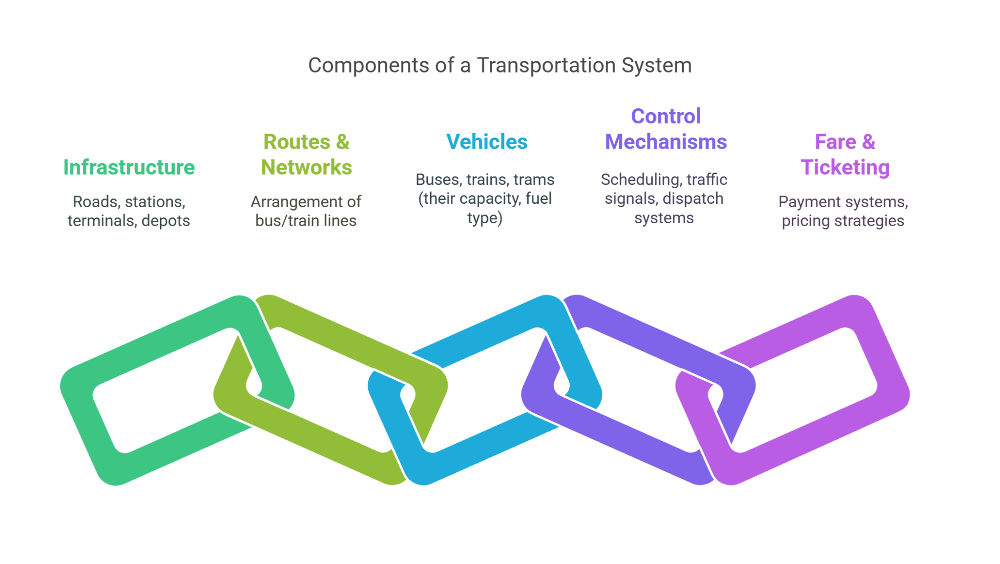 Components of a Transportation System
Infrastructure
Roads, stations,
terminals, depots
Routes &
Networks
Arrangement of
bus/train lines
Vehicles
Buses, trains, trams
(their capacity, fuel
type)
Control
Mechanisms
Scheduling, traffic
signals, dispatch
systems
Fare &
Ticketing
Payment systems,
pricing strategies